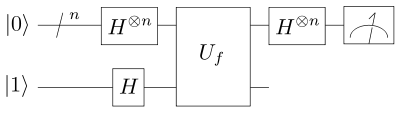 |0⟩ n H⊗n U_f H⊗n
|1⟩ H